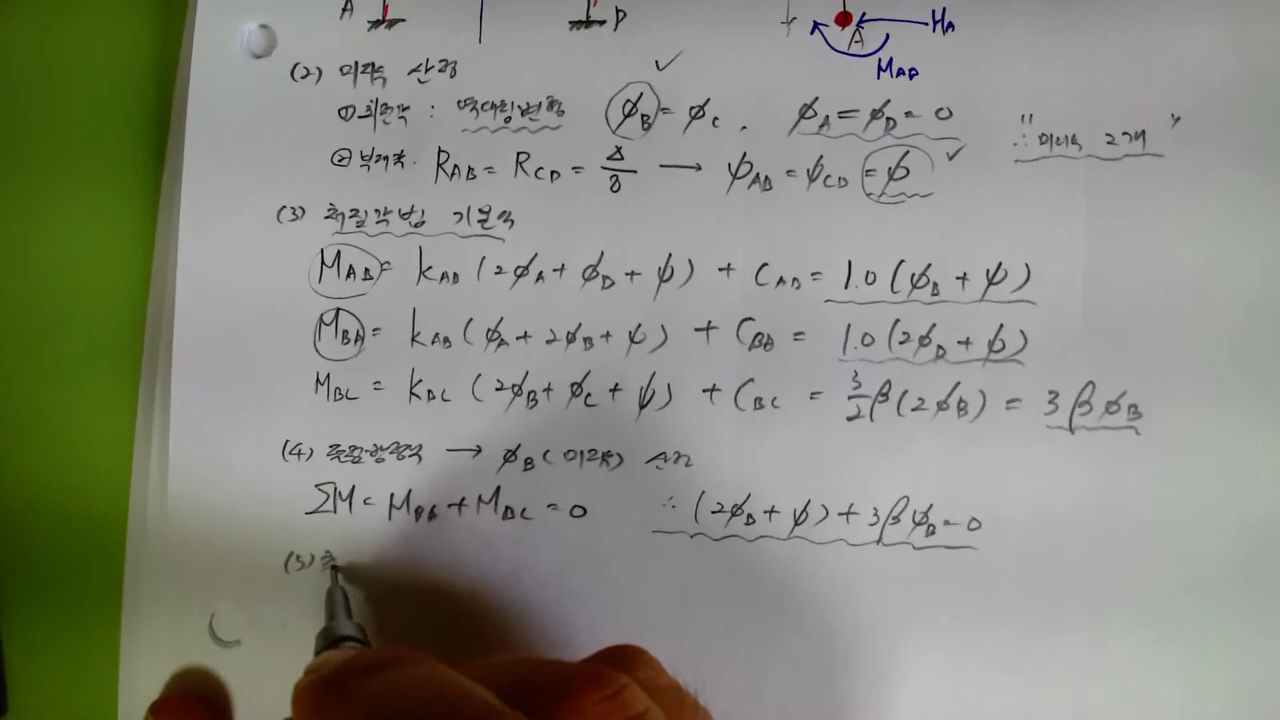 A D A H_A
M_AB
(2) 미지수 산정
① 회전각 : 역대칭변형 ϕ_B = ϕ_C . ϕ_A = ϕ_D = 0
② 부재각. R_AB = R_CD = Δ/8 → ψ_AB = ψ_CD = ψ "∴ 미지수 2개"
(3) 처짐각법 기본식
M_AB = k_AB (2ϕ_A + ϕ_B + ψ) + C_AB = 1.0 (ϕ_B + ψ)
M_BA = k_AB (ϕ_A + 2ϕ_B + ψ) + C_BA = 1.0 (2ϕ_B + ψ)
M_BC = k_BC (2ϕ_B + ϕ_C + ψ) + C_BC = 3/2 β (2ϕ_B) = 3βϕ_B
(4) 절점방정식 → ϕ_B (미지수) 산정
ΣM = M_BA + M_BC = 0 ∴ (2ϕ_B + ψ) + 3βϕ_B = 0
(5) 층